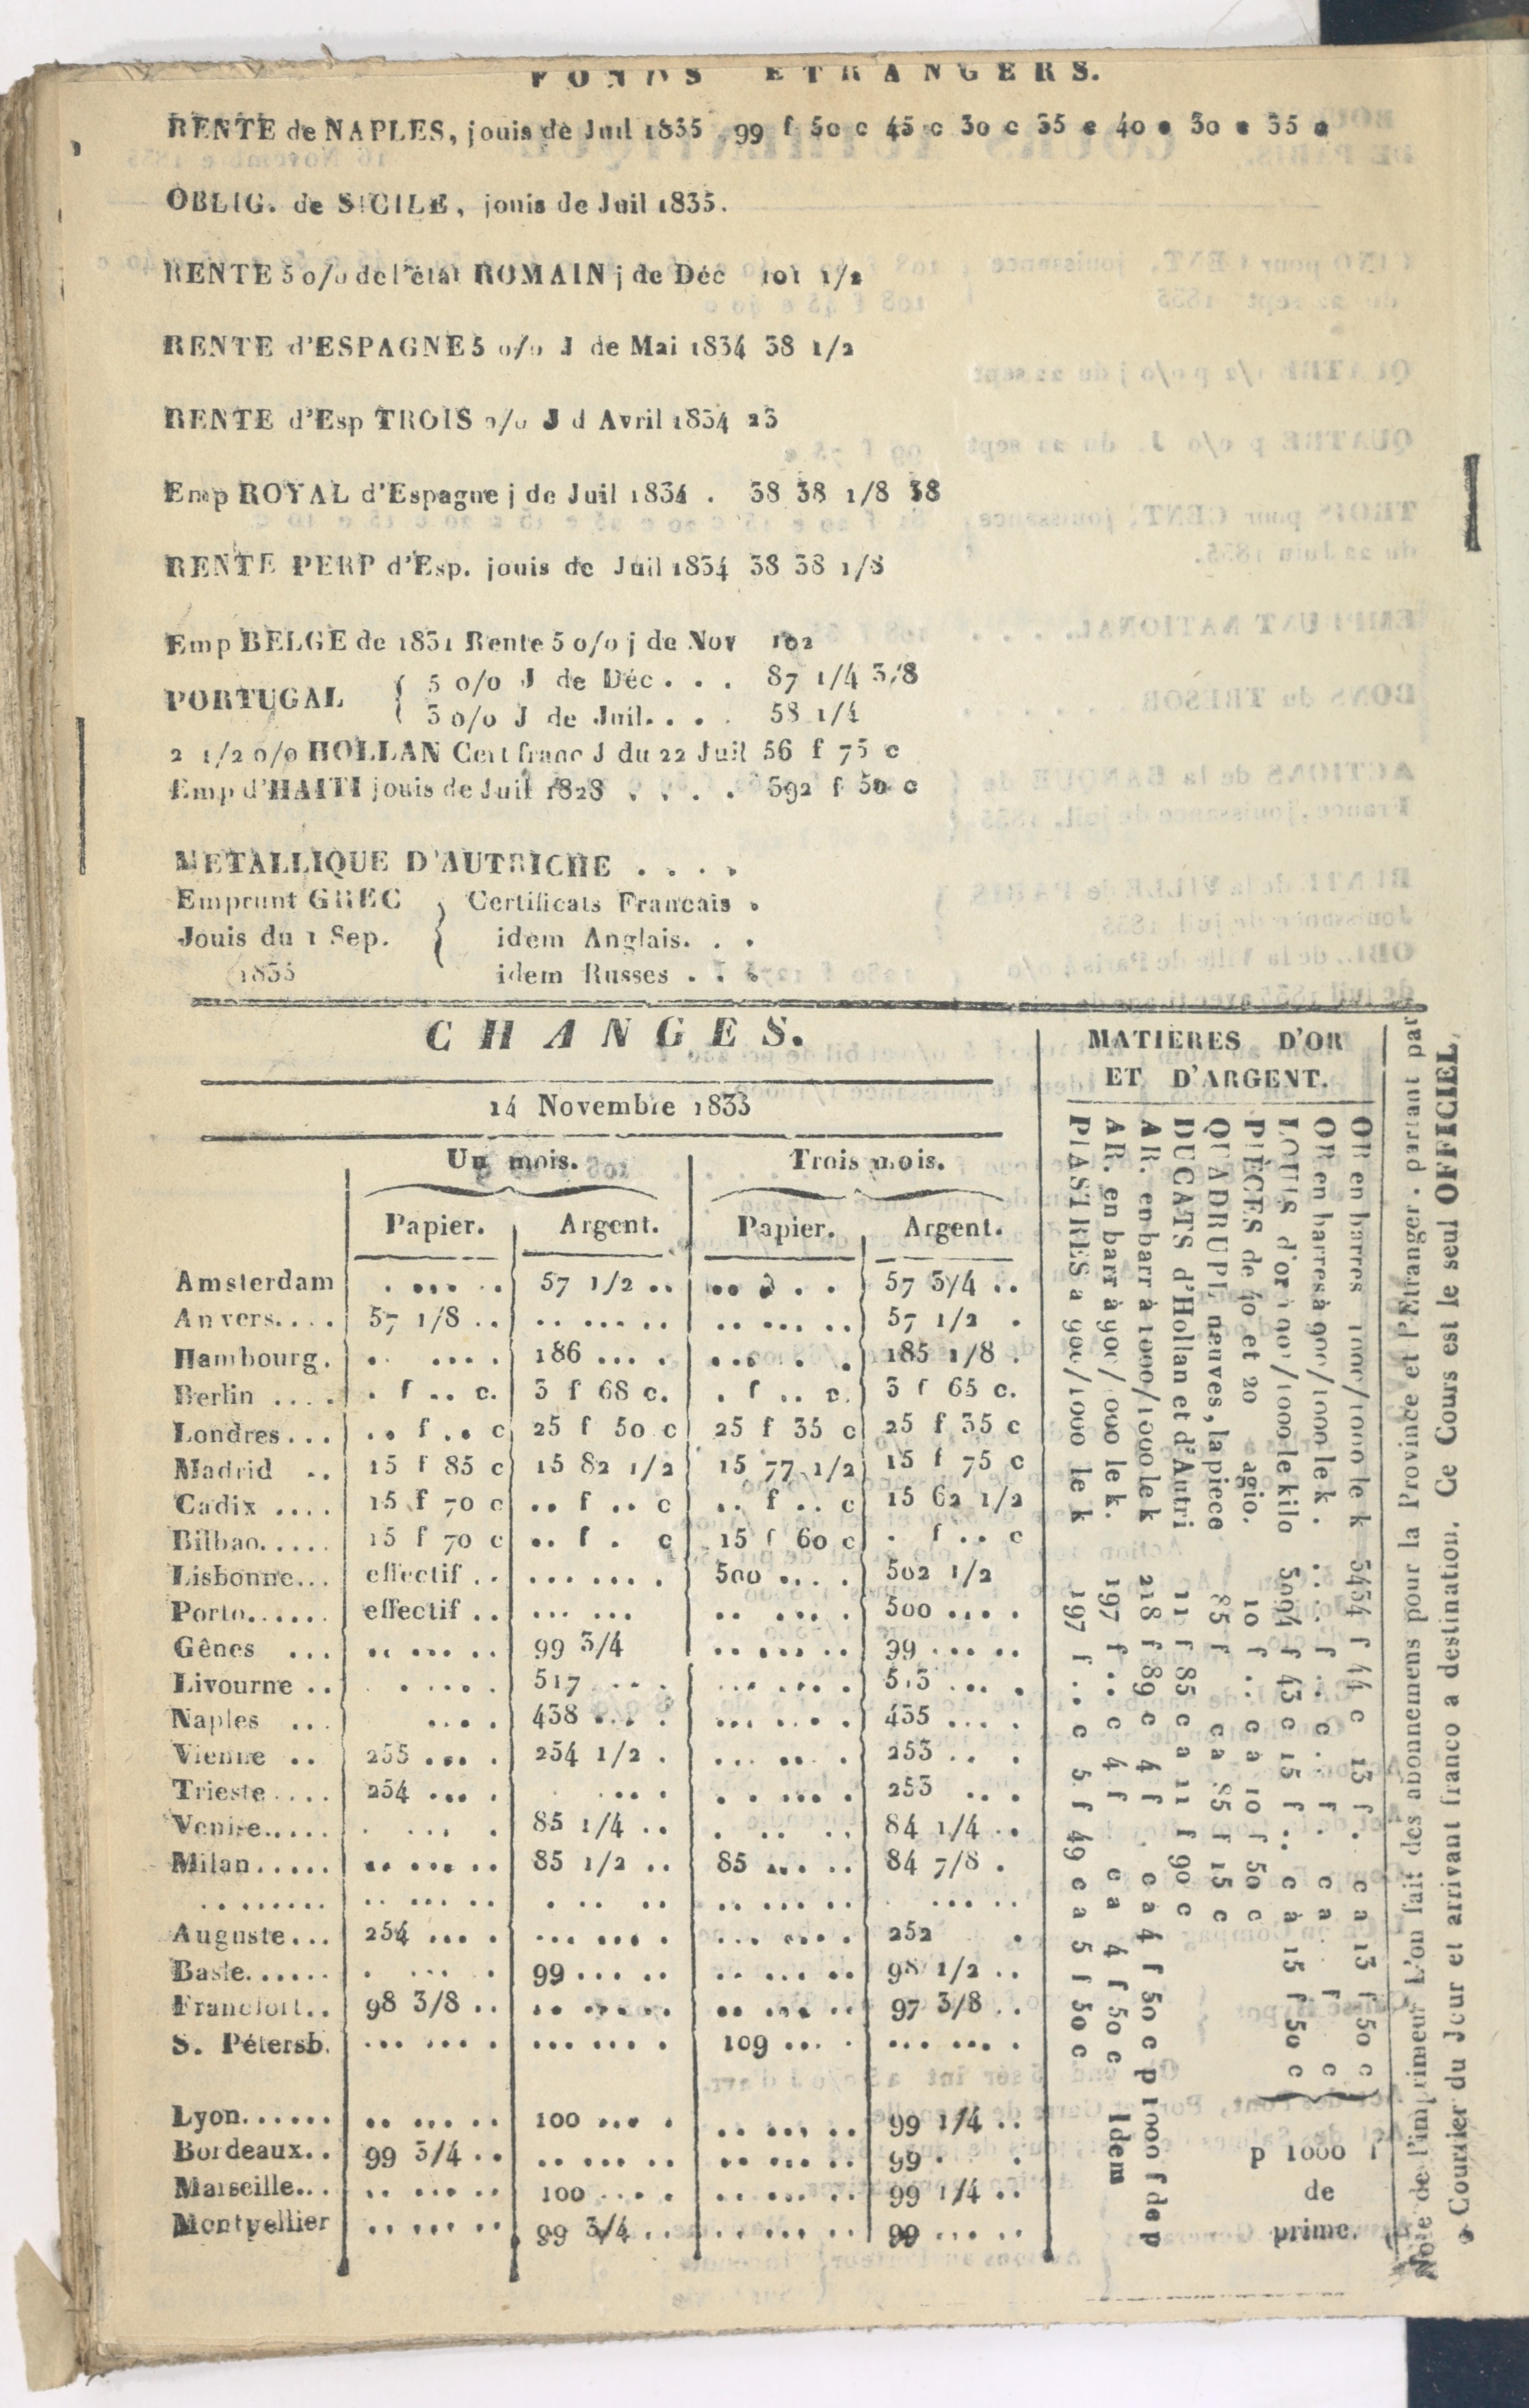 FONDS ETRANGERS.
RENTE de NAPLES, jouis de Juil 1835 99 f 50 c 45 c 30 c 35 c 40 c 30 c 35 c
OBLIG. de SICILE, jouis de Juil 1835.
RENTE 5 o/o de l'état ROMAIN j de Déc 101 1/2
RENTE d'ESPAGNE 5 o/o J de Mai 1834 38 1/2
RENTE d'Esp TROIS o/o J d Avril 1834 23
Emp ROYAL d'Espagne j de Juil 1834 . 38 38 1/8 38
RENTE PERP d'Esp. jouis de Juil 1834 38 38 1/8
Emp BELGE de 1831 Rente 5 o/o j de Nov 102
PORTUGAL { 5 o/o J de Déc . . . 87 1/4 3/8
3 o/o J de Juil. . . . 58 1/4
2 1/2 o/o HOLLAN Cert franc J du 22 Juil 56 f 75 c
Emp d'HAITI jouis de Juil 1828 . . . . 392 f 50 c
METALLIQUE D'AUTRICHE . . . .
Emprunt GREC } Certificats Francais .
Jouis du 1 Sep. { idem Anglais. . .
1835 idem Russes . . .
CHANGES.
14 Novembre 1835
Un mois. Trois mois.
Papier. Argent. Papier. Argent.
Amsterdam . ... . . 57 1/2 .. .. . . . 57 3/4 ..
Anvers.... 57 1/8 .. .. ... .. .. ... .. 57 1/2 .
Hambourg. .. ... . 186 ... . ... . . 185 1/8 .
Berlin .... . f .. c. 3 f 68 c. . f .. c. 3 f 65 c.
Londres... .. f .. c 25 f 50 c 25 f 35 c 25 f 35 c
Madrid .. 15 f 85 c 15 82 1/2 15 77 1/2 15 f 75 c
Cadix .... 15 f 70 c .. f .. c .. f .. c 15 62 1/2
Bilbao..... 15 f 70 c .. f . c 15 f 60 c . f .. c
Lisbonne... effectif .. ... ... . 500 ... . 502 1/2
Porto...... effectif .. ... ... .. ... . 500 ... .
Gênes ... .. ... .. 99 3/4 .. ... .. 99 ... ..
Livourne .. . ... . 517 ... . ... ... . 513 ... .
Naples ... ... . 438 ... . ... ... . 435 ... .
Vienne .. 255 ... . 254 1/2 . ... ... . 253 .. .
Trieste .... 254 ... . ... . . . ... . 253 .. .
Venise..... . ... . 85 1/4 .. . .. .. 84 1/4 ..
Milan..... .. ... .. 85 1/2 .. 85 ... .. 84 7/8 .
........ .. ... .. . .. .. .. ... .. . ... ..
Auguste... 254 ... . ... ... . ... ... . 252 .
Basle...... . ... . 99 ... .. .. ... .. 98 1/2 ..
Francfort.. 98 3/8 .. .. ... .. .. ... .. 97 3/8 ..
S. Pétersb. ... ... . ... ... . 109 ... . ... ... .
Lyon...... .. ... .. 100 ... . .. ... .. 99 1/4 ..
Bordeaux.. 99 3/4 .. .. ... .. .. ... .. 99 . .
Marseille... .. ... .. 100 ... . .. ... .. 99 1/4 ..
Montpellier .. ... .. 99 3/4 .. .. ... .. 99 ... ..
MATIERES D'OR
ET D'ARGENT.
OR en barres 1000/1000 le k 3434 f 44 c 13 f . c a 13 f 50 c
OR en barres à 900/1000 le k . . . . f . . c . . f . c a f c
LOUIS d'or à 901/1000 le kilo 3094 f 43 c 15 f . . c à 15 f 50 c
PIÈCES de 40 et 20 agio. 10 f . . c a 10 f 50 c
QUADRUPL neuves, la piece 85 f c a 85 f 15 c
DUCATS d'Hollan et d'Autri 11 f 85 c a 11 f 90 c
AR. en barr à 1000/1000 le k 218 f 89 c 4 f . c a 4 f 50 c p 1000 f de p
AR. en barr à 900/1000 le k. 197 f . . c 4 f c a 4 f 50 c Idem
PIASTRES a 900/1000 le k 197 f . . c 5 f 49 c a 5 f 50 c
p 1000 f
de
prime.
Note de l'imprimeur L'on fait des abonnemens pour la Province et l'Etranger. partant par
Courrier du Jour et arrivant franco a destination. Ce Cours est le seul OFFICIEL